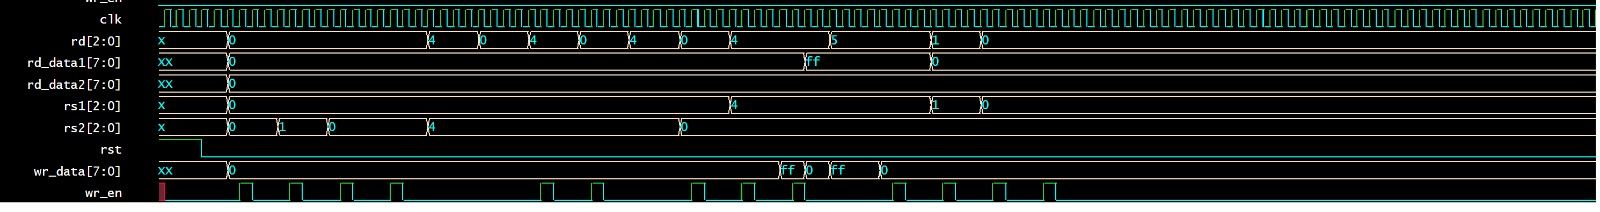 wr_en
clk
rd[2:0] x 0 4 0 4 0 4 0 4 5 1 0
rd_data1[7:0] xx 0 ff 0
rd_data2[7:0] xx 0
rs1[2:0] x 0 4 1 0
rs2[2:0] x 0 1 0 4 0
rst
wr_data[7:0] xx 0 ff 0 ff 0
wr_en